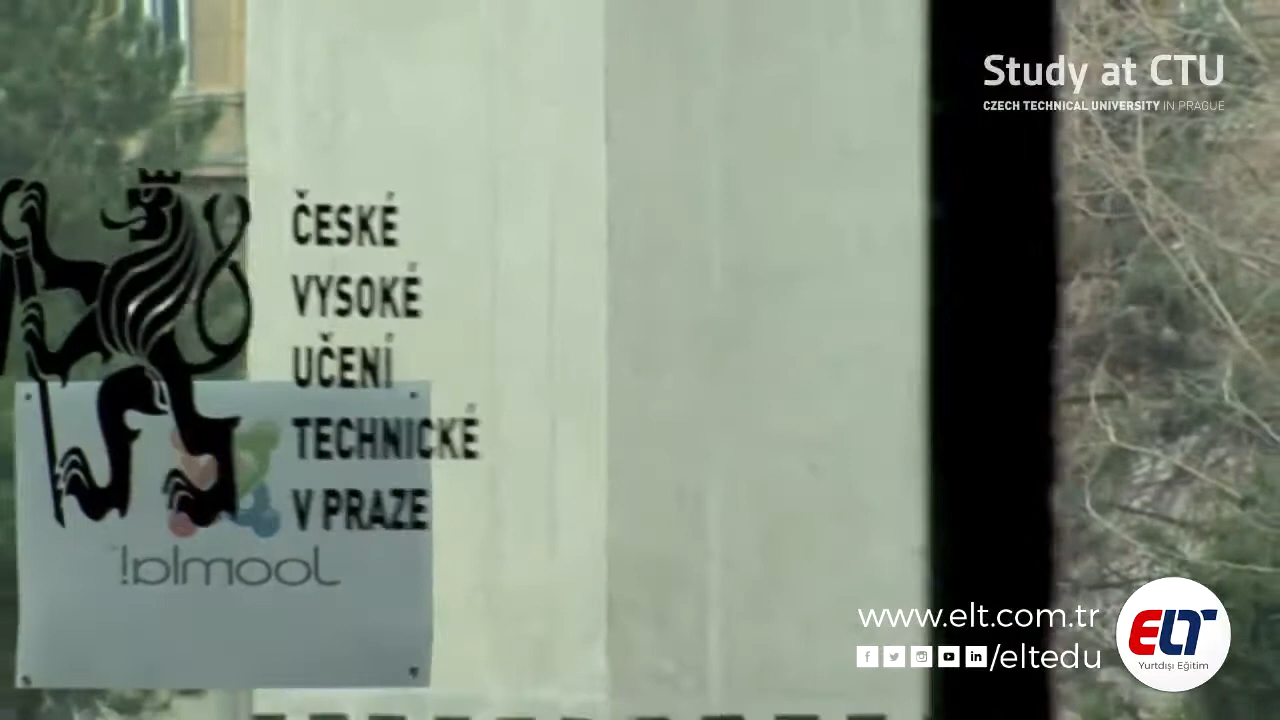 Study at CTU
CZECH TECHNICAL UNIVERSITY IN PRAGUE
ČESKÉ
VYSOKÉ
UČENÍ
TECHNICKÉ
V PRAZE
Joomla!
www.elt.com.tr
/eltedu
ELT
Yurtdışı Eğitim